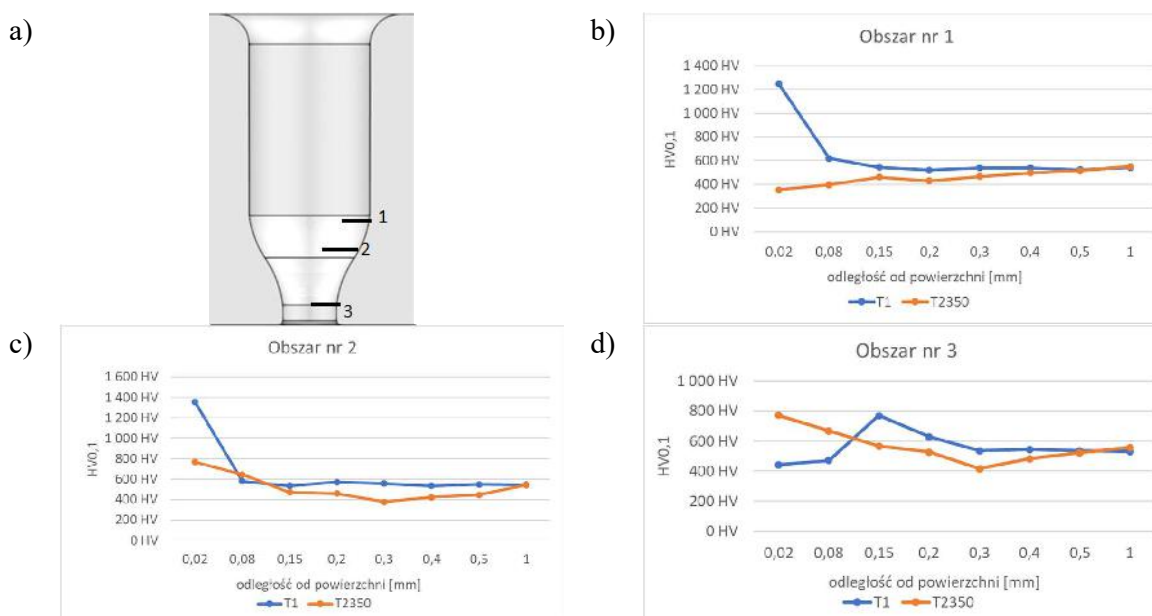 a)
1
2
3
b)
Obszar nr 1
1 400 HV
1 200 HV
1 000 HV
800 HV
600 HV
400 HV
200 HV
0 HV
HV0,1
0,02 0,08 0,15 0,2 0,3 0,4 0,5 1
odległość od powierzchni [mm]
T1 T2350
c)
Obszar nr 2
1 600 HV
1 400 HV
1 200 HV
1 000 HV
800 HV
600 HV
400 HV
200 HV
0 HV
HV0,1
0,02 0,08 0,15 0,2 0,3 0,4 0,5 1
odległość od powierzchni [mm]
T1 T2350
d)
Obszar nr 3
1 000 HV
800 HV
600 HV
400 HV
200 HV
0 HV
HV0,1
0,02 0,08 0,15 0,2 0,3 0,4 0,5 1
odległość od powierzchni [mm]
T1 T2350